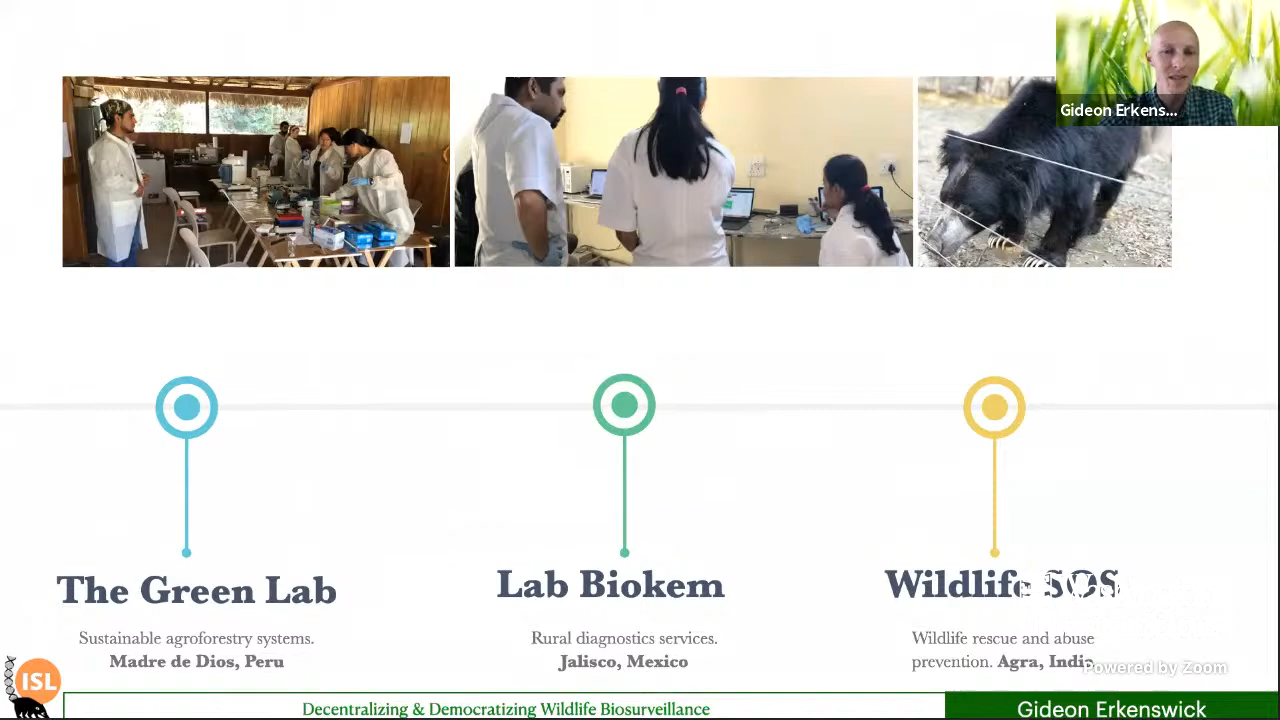 Gideon Erkens...
The Green Lab
Sustainable agroforestry systems.
Madre de Dios, Peru
Lab Biokem
Rural diagnostics services.
Jalisco, Mexico
Wildlife SOS
Wildlife rescue and abuse
prevention. Agra, India
Powered by Zoom
ISL
Decentralizing & Democratizing Wildlife Biosurveillance
Gideon Erkenswick